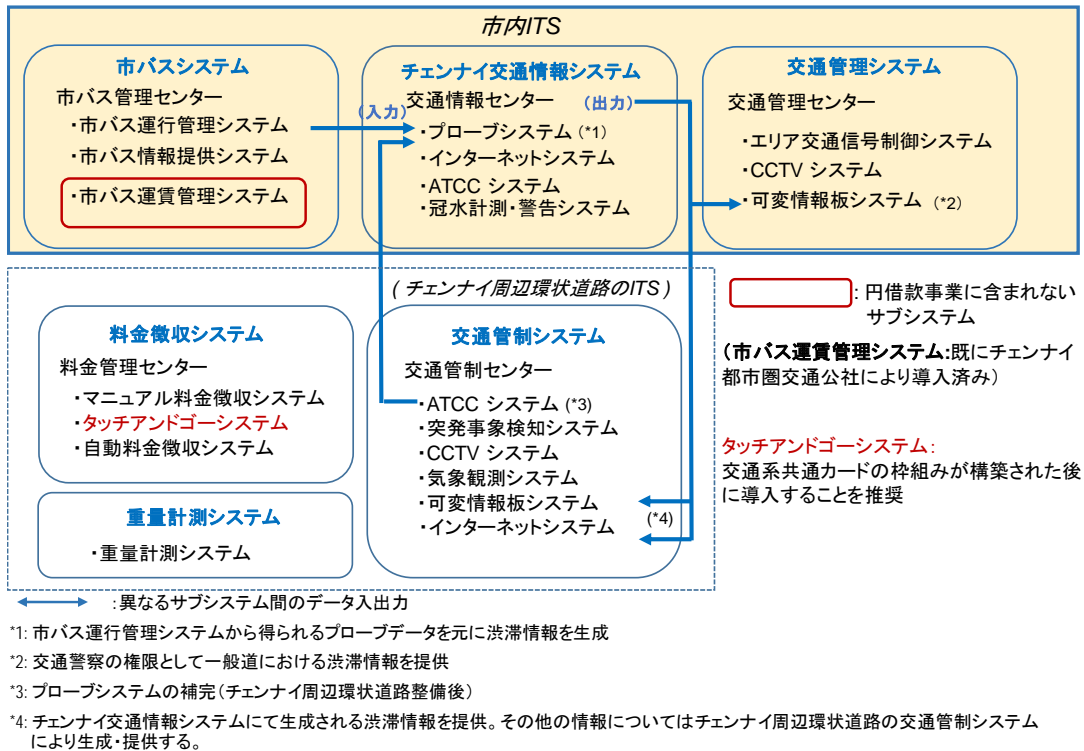 市内ITS
市バスシステム
市バス管理センター
・市バス運行管理システム
・市バス情報提供システム
・市バス運賃管理システム
(入力)
チェンナイ交通情報システム
交通情報センター
(出力)
・プローブシステム (*1)
・インターネットシステム
・ATCC システム
・冠水計測・警告システム
交通管理システム
交通管理センター
・エリア交通信号制御システム
・CCTV システム
・可変情報板システム (*2)
( チェンナイ周辺環状道路のITS )
料金徴収システム
料金管理センター
・マニュアル料金徴収システム
・タッチアンドゴーシステム
・自動料金徴収システム
重量計測システム
・重量計測システム
交通管制システム
交通管制センター
・ATCC システム (*3)
・突発事象検知システム
・CCTV システム
・気象観測システム
・可変情報板システム
・インターネットシステム
(*4)
: 円借款事業に含まれない
サブシステム
(市バス運賃管理システム:既にチェンナイ
都市圏交通公社により導入済み)
タッチアンドゴーシステム:
交通系共通カードの枠組みが構築された後
に導入することを推奨
:異なるサブシステム間のデータ入出力
*1: 市バス運行管理システムから得られるプローブデータを元に渋滞情報を生成
*2: 交通警察の権限として一般道における渋滞情報を提供
*3: プローブシステムの補完(チェンナイ周辺環状道路整備後)
*4: チェンナイ交通情報システムにて生成される渋滞情報を提供。その他の情報についてはチェンナイ周辺環状道路の交通管制システム
により生成・提供する。